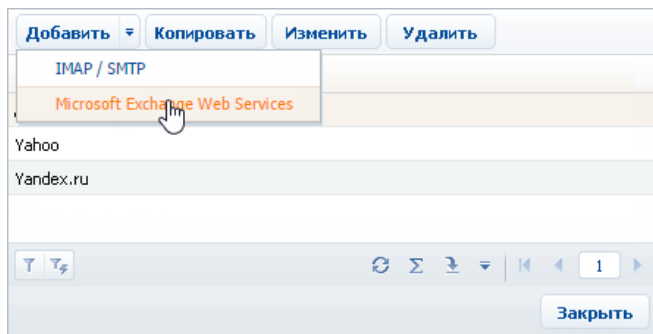 Добавить Копировать Изменить Удалить
IMAP / SMTP
Microsoft Exchange Web Services
Yahoo
Yandex.ru
Σ 1
Закрыть